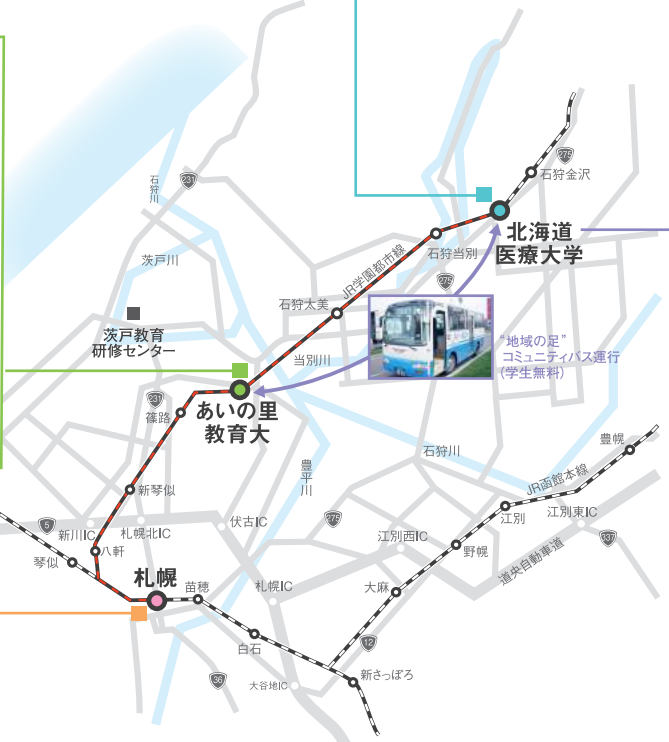 275
石狩金沢
231
石狩川
北海道
医療大学
石狩当別
茨戸川
JR学園都市線
275
石狩太美
茨戸教育
研修センター
“地域の足”
コミュニティバス運行
(学生無料)
当別川
231
篠路
あいの里
教育大
豊幌
石狩川
豊平川
JR函館本線
新琴似
275
江別
江別東IC
5
新川IC
札幌北IC
伏古IC
江別西IC
337
八軒
野幌
琴似
道央自動車道
札幌
苗穂
札幌IC
大麻
白石
12
36
大谷地IC
新さっぽろ